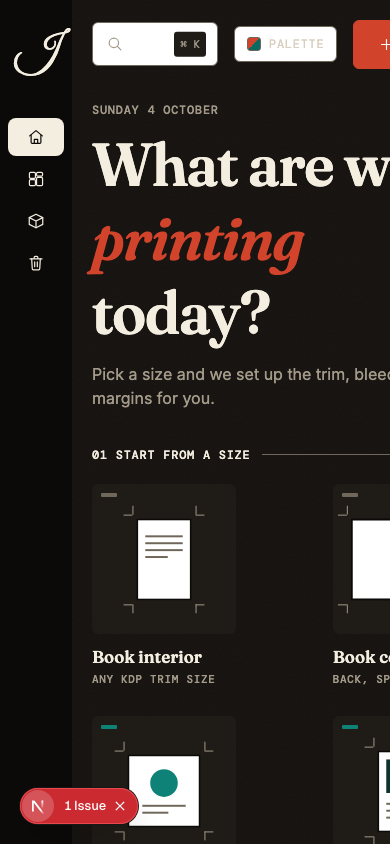 J
⌘ K
PALETTE
+
SUNDAY 4 OCTOBER
What are w
printing
today?
Pick a size and we set up the trim, blee
margins for you.
01 START FROM A SIZE
Book interior
ANY KDP TRIM SIZE
Book c
BACK, SP
N
1 Issue